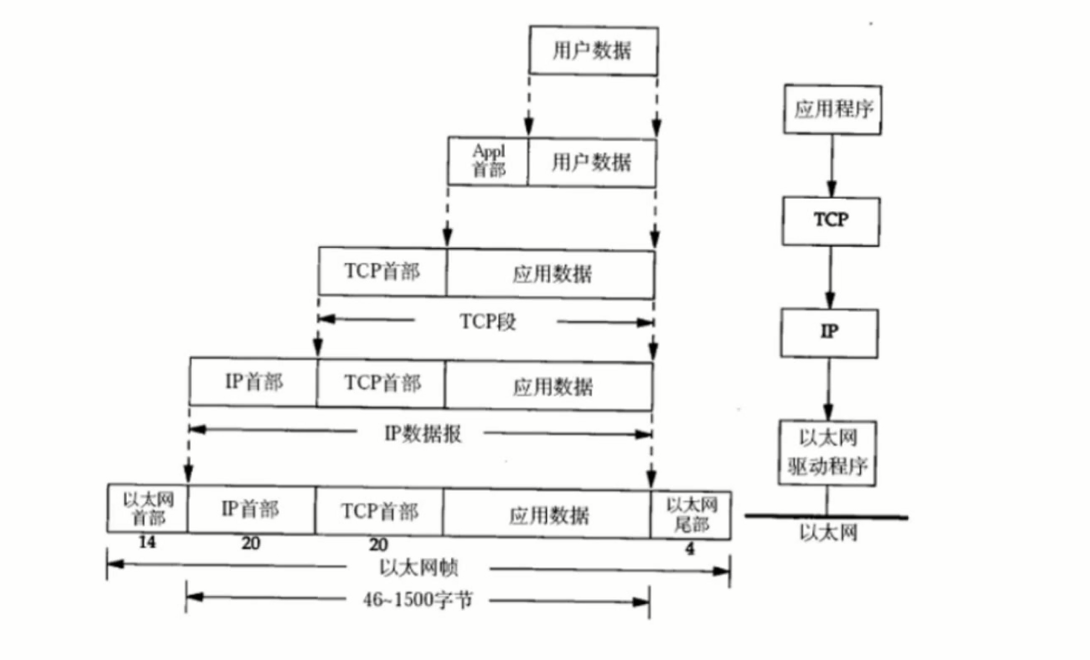 用户数据
应用程序
Appl
首部
用户数据
TCP
TCP首部
应用数据
TCP段
IP
IP首部
TCP首部
应用数据
IP数据报
以太网
驱动程序
以太网
首部
IP首部
TCP首部
应用数据
以太网
尾部
以太网
14
20
20
4
以太网帧
46~1500字节